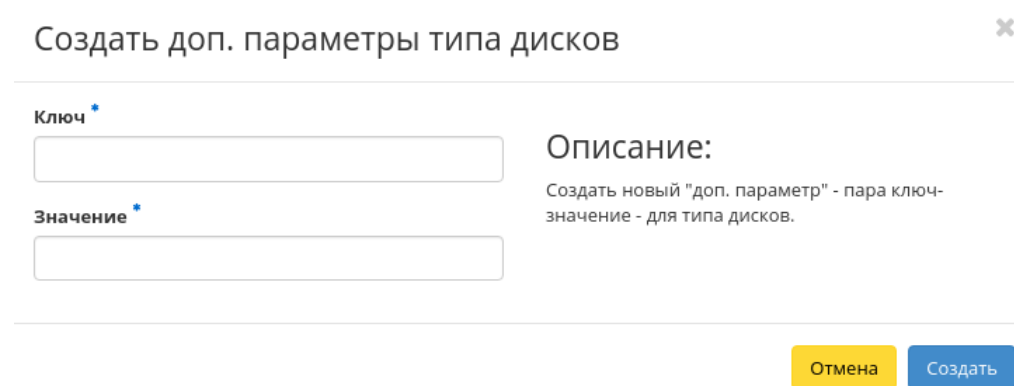 Создать доп. параметры типа дисков
Ключ *
Значение *
Описание:
Создать новый "доп. параметр" - пара ключ-
значение - для типа дисков.
Отмена
Создать